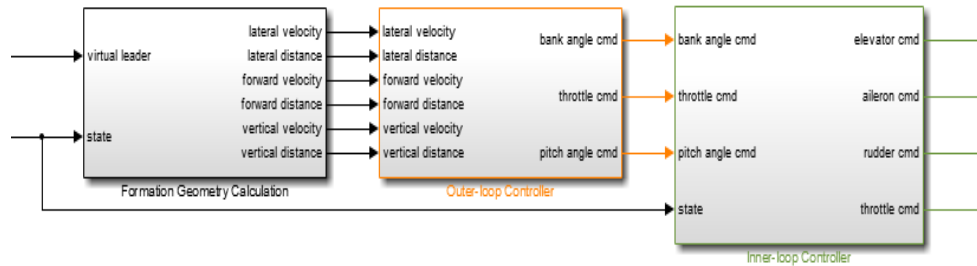 virtual leader
state
lateral velocity
lateral distance
forward velocity
forward distance
vertical velocity
vertical distance
Formation Geometry Calculation
lateral velocity
lateral distance
forward velocity
forward distance
vertical velocity
vertical distance
bank angle cmd
throttle cmd
pitch angle cmd
Outer-loop Controller
bank angle cmd
throttle cmd
pitch angle cmd
state
elevator cmd
aileron cmd
rudder cmd
throttle cmd
Inner-loop Controller